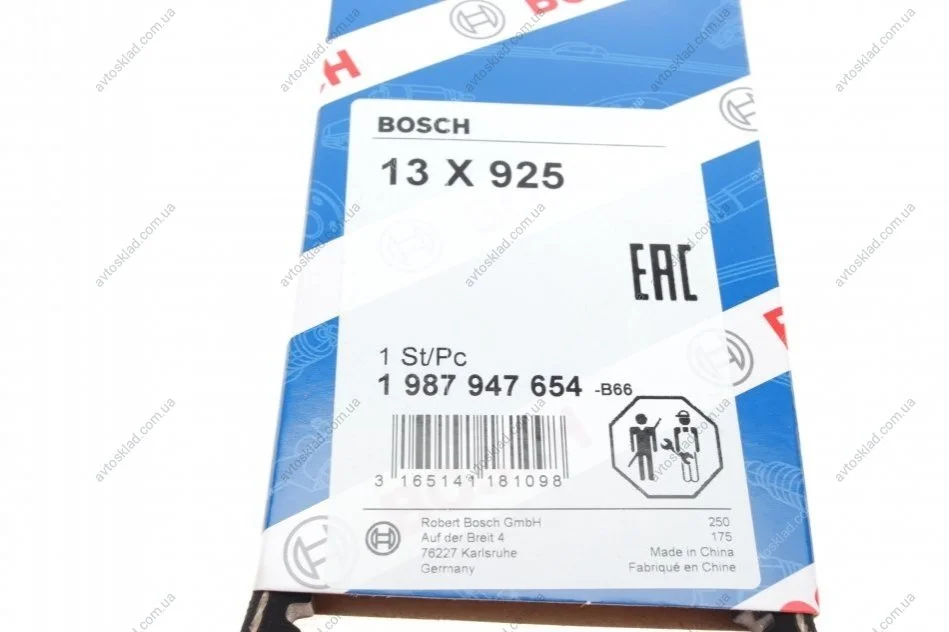 BOSCH
13 X 925
EAC
1 St/Pc
1 987 947 654 -B66
3 165141 181098
Robert Bosch GmbH
Auf der Breit 4
76227 Karlsruhe
Germany
250
175
Made in China
Fabriqué en Chine
avtosklad.com.ua